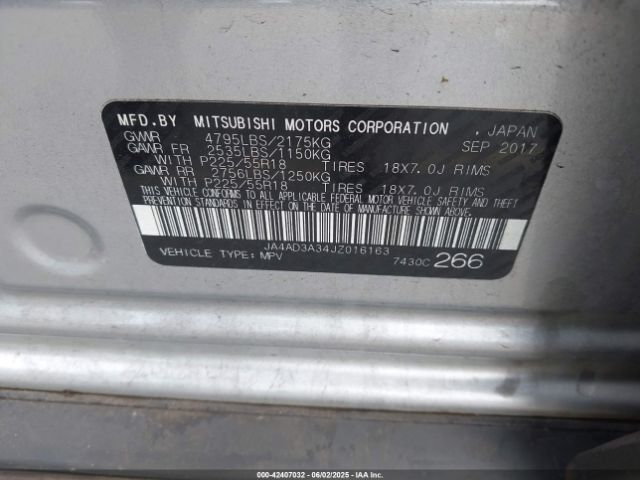 MFD.BY MITSUBISHI MOTORS CORPORATION , JAPAN
GVWR 4795LBS/2175KG SEP 2017
GAWR FR 2535LBS/1150KG
WITH P225/55R18 TIRES 18X7.0J RIMS
GAWR RR 2756LBS/1250KG
WITH P225/55R18 TIRES 18X7.0J RIMS
THIS VEHICLE CONFORMS TO ALL APPLICABLE FEDERAL MOTOR VEHICLE SAFETY AND THEFT
PREVENTION STANDARDS IN EFFECT ON THE DATE OF MANUFACTURE SHOWN ABOVE.
JA4AD3A34JZ016163
VEHICLE TYPE: MPV 7430C 266
000-42407032 - 06/02/2025 - IAAI.COM